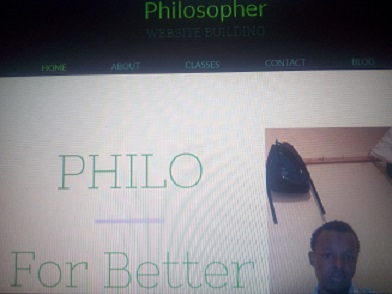 Philosopher
WEBSITE BUILDING
HOME ABOUT CLASSES CONTACT BLOG
PHILO
For Better